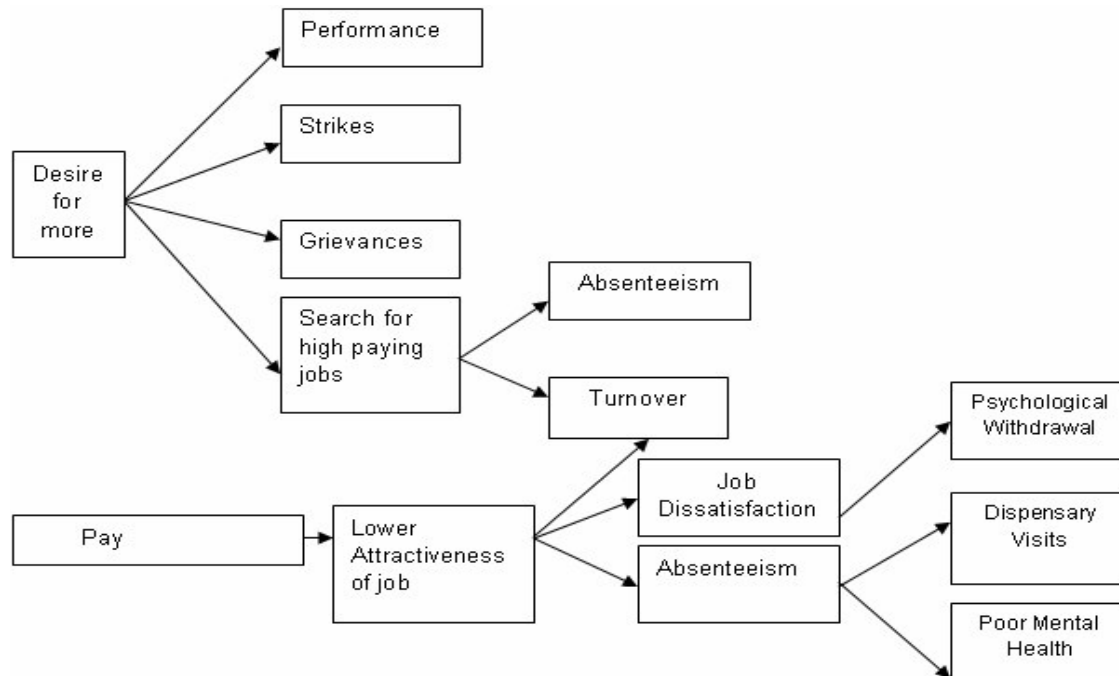 Performance
Strikes
Desire
for
more
Grievances
Search for
high paying
jobs
Absenteeism
Turnover
Psychological
Withdrawal
Job
Dissatisfaction
Pay
Lower
Attractiveness
of job
Absenteeism
Dispensary
Visits
Poor Mental
Health